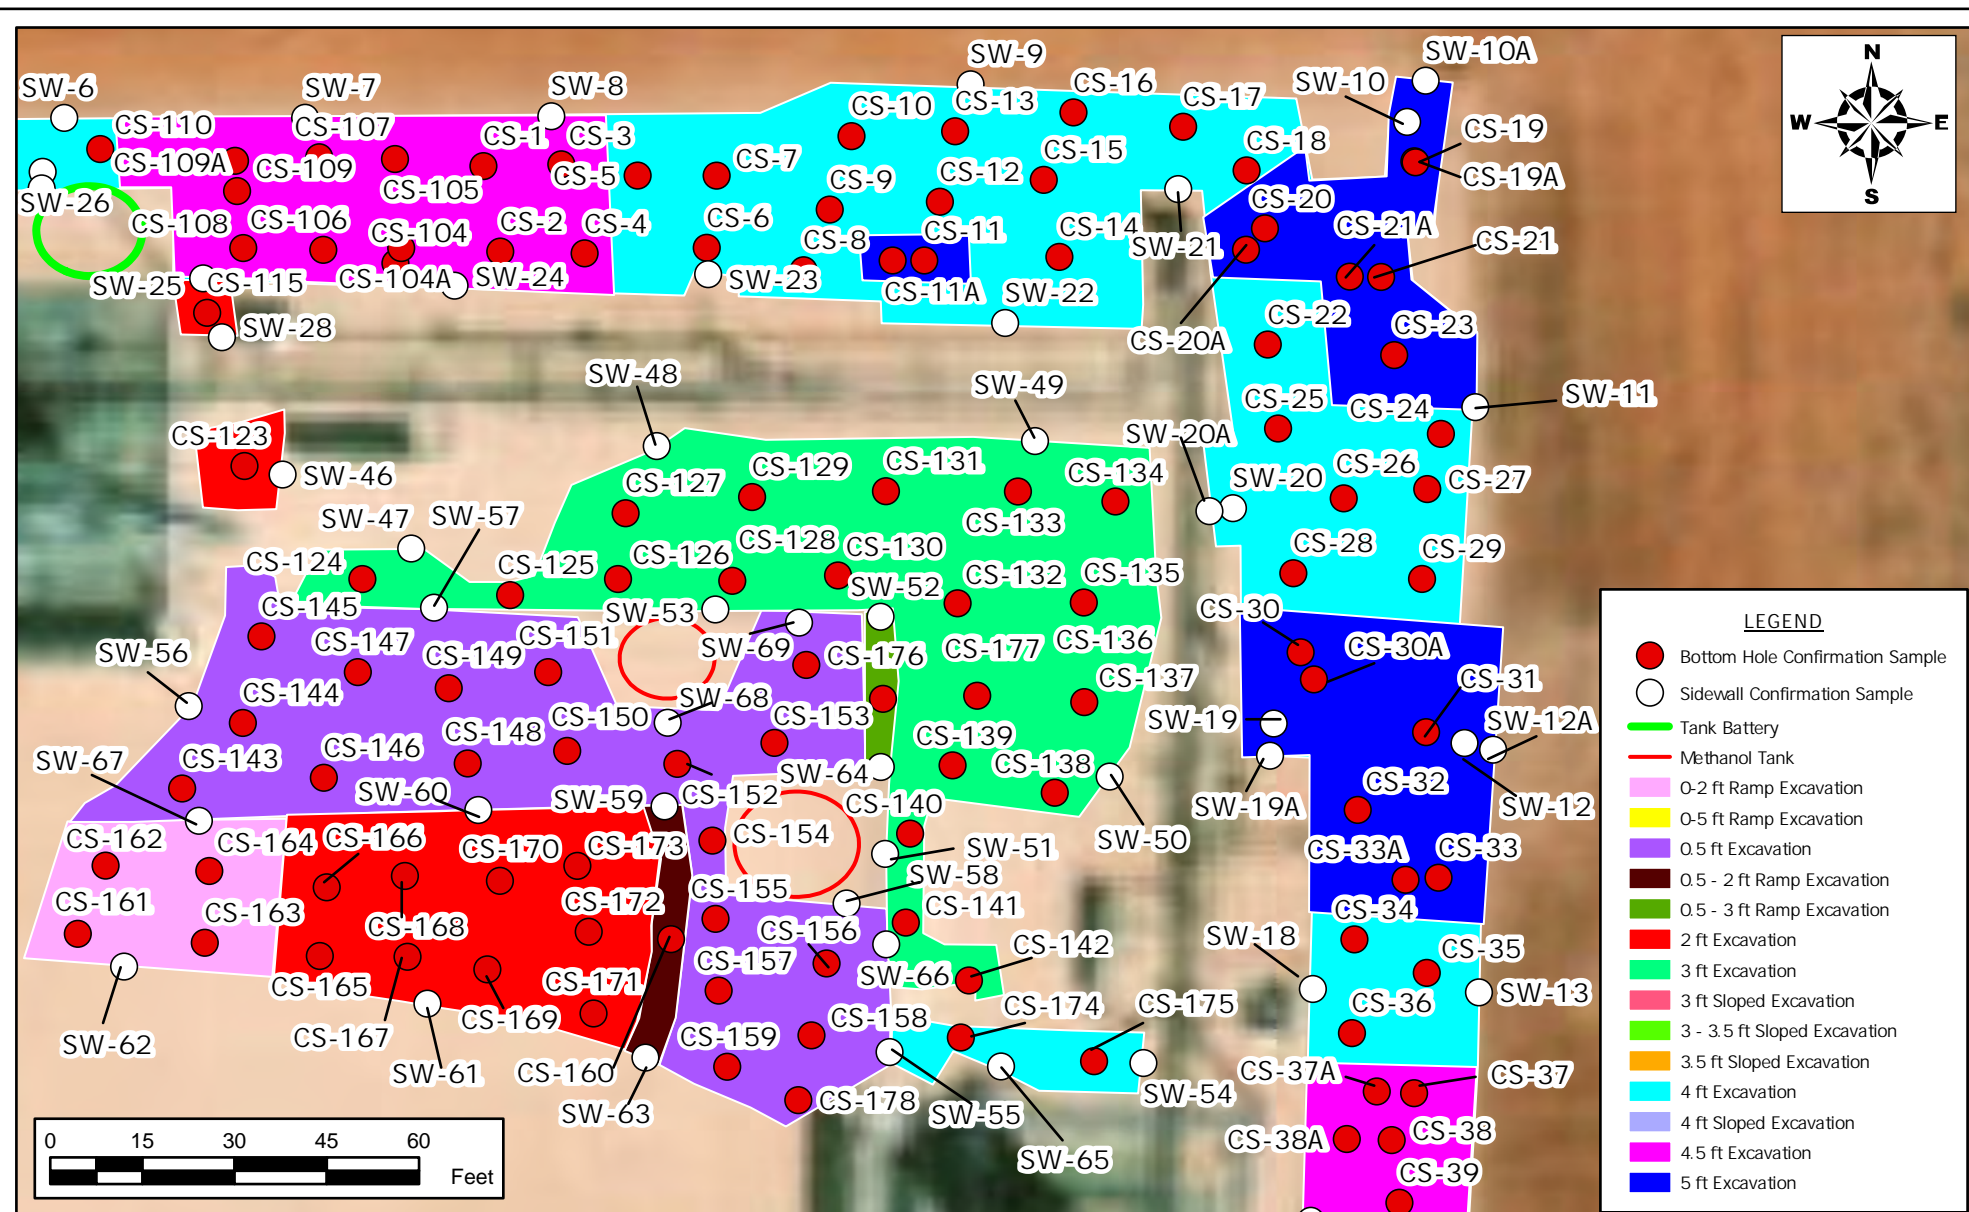 SW-9
SW-10A
SW-10
N
W
E
S
SW-6
SW-7
SW-8
CS-16
CS-10
CS-13
CS-17
CS-110
CS-107
CS-1
CS-3
CS-19
CS-109A
CS-109
CS-105
CS-5
CS-7
CS-15
CS-18
CS-19A
SW-26
CS-9
CS-12
CS-20
CS-108
CS-106
CS-104
CS-2
CS-4
CS-6
CS-8
CS-11
CS-14
SW-21
CS-21A
CS-21
SW-25
CS-115
CS-104A
SW-24
SW-23
CS-11A
SW-22
SW-28
CS-20A
CS-22
CS-23
SW-48
SW-49
SW-11
CS-123
SW-46
CS-25
CS-24
SW-20A
CS-127
CS-129
CS-131
CS-134
CS-26
CS-27
SW-20
CS-133
SW-47
SW-57
CS-124
CS-125
CS-126
CS-128
CS-130
CS-132
CS-135
CS-28
CS-29
SW-52
SW-53
CS-145
CS-147
CS-149
CS-151
SW-69
CS-176
CS-177
CS-136
CS-30
CS-30A
SW-56
CS-144
SW-68
CS-137
CS-31
SW-67
CS-143
CS-146
CS-148
CS-150
CS-153
SW-19
SW-12A
CS-139
CS-138
SW-64
SW-60
SW-59
CS-152
CS-140
SW-19A
CS-32
SW-12
SW-50
CS-162
CS-164
CS-166
CS-170
CS-173
CS-154
SW-51
CS-33A
CS-33
SW-58
CS-161
CS-163
CS-168
CS-172
CS-155
CS-141
CS-34
CS-156
SW-18
CS-35
CS-165
CS-167
CS-169
CS-171
CS-157
SW-66
CS-142
SW-13
SW-62
SW-61
CS-160
CS-159
CS-158
CS-174
CS-175
CS-36
SW-63
CS-178
SW-55
SW-65
SW-54
CS-37A
CS-37
CS-38A
CS-38
CS-39
0 15 30 45 60
Feet
LEGEND
Bottom Hole Confirmation Sample
Sidewall Confirmation Sample
Tank Battery
Methanol Tank
0-2 ft Ramp Excavation
0-5 ft Ramp Excavation
0.5 ft Excavation
0.5 - 2 ft Ramp Excavation
0.5 - 3 ft Ramp Excavation
2 ft Excavation
3 ft Excavation
3 ft Sloped Excavation
3 - 3.5 ft Sloped Excavation
3.5 ft Sloped Excavation
4 ft Excavation
4 ft Sloped Excavation
4.5 ft Excavation
5 ft Excavation